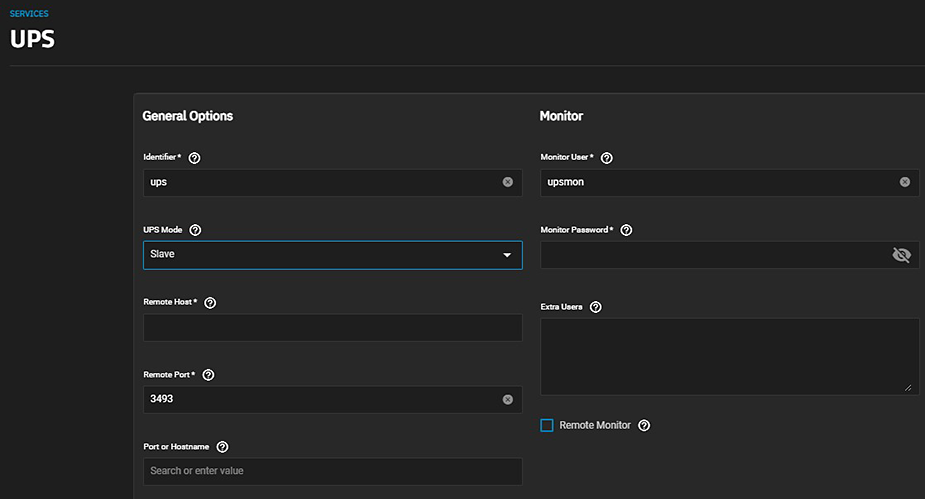 SERVICES
UPS
General Options
Identifier *
ups
UPS Mode
Slave
Remote Host *
Remote Port *
3493
Port or Hostname
Search or enter value
Monitor
Monitor User *
upsmon
Monitor Password *
Extra Users
Remote Monitor